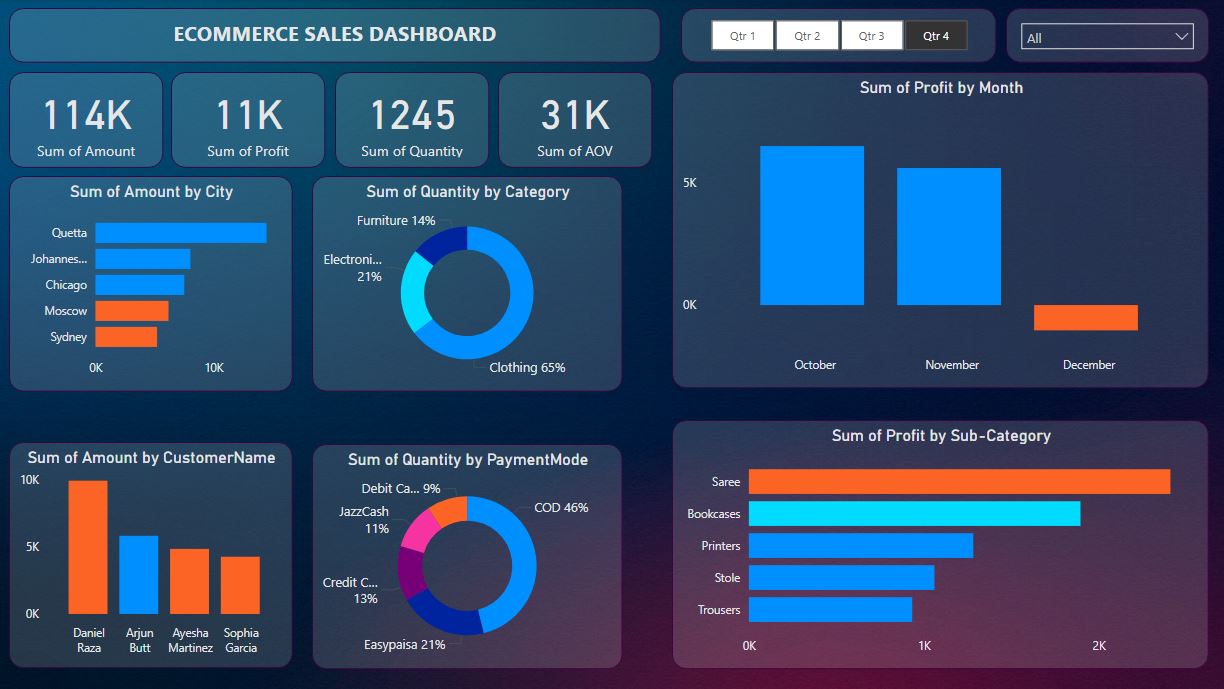 ECOMMERCE SALES DASHBOARD
Qtr 1
Qtr 2
Qtr 3
Qtr 4
All
114K
Sum of Amount
11K
Sum of Profit
1245
Sum of Quantity
31K
Sum of AOV
Sum of Profit by Month
5K
0K
October
November
December
Sum of Amount by City
Quetta
Johannes...
Chicago
Moscow
Sydney
0K
10K
Sum of Quantity by Category
Furniture 14%
Electroni...
21%
Clothing 65%
Sum of Amount by CustomerName
10K
5K
0K
Daniel
Raza
Arjun
Butt
Ayesha
Martinez
Sophia
Garcia
Sum of Quantity by PaymentMode
Debit Ca... 9%
JazzCash
11%
COD 46%
Credit C...
13%
Easypaisa 21%
Sum of Profit by Sub-Category
Saree
Bookcases
Printers
Stole
Trousers
0K
1K
2K